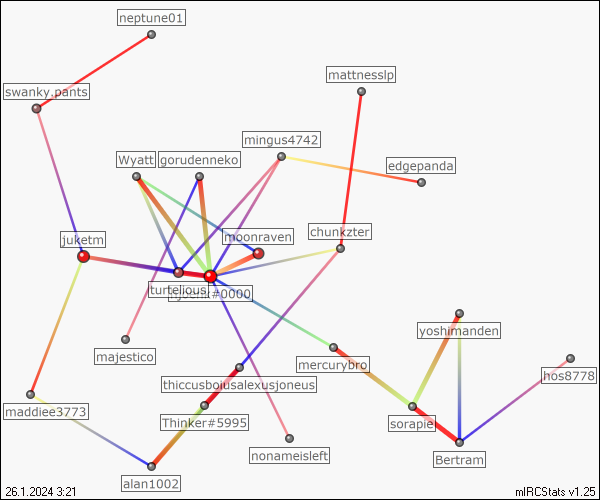 neptune01
mattnesslp
swanky.pants
mingus4742
Wyatt
gorudenneko
edgepanda
chunkzter
moonraven
juketm
turtelious
#0000
yoshimanden
majestico
mercurybro
hos8778
thiccusboiusalexusjoneus
maddiee3773
Thinker#5995
sorapie
nonameisleft
Bertram
alan1002
26.1.2024 3:21
mIRCStats v1.25